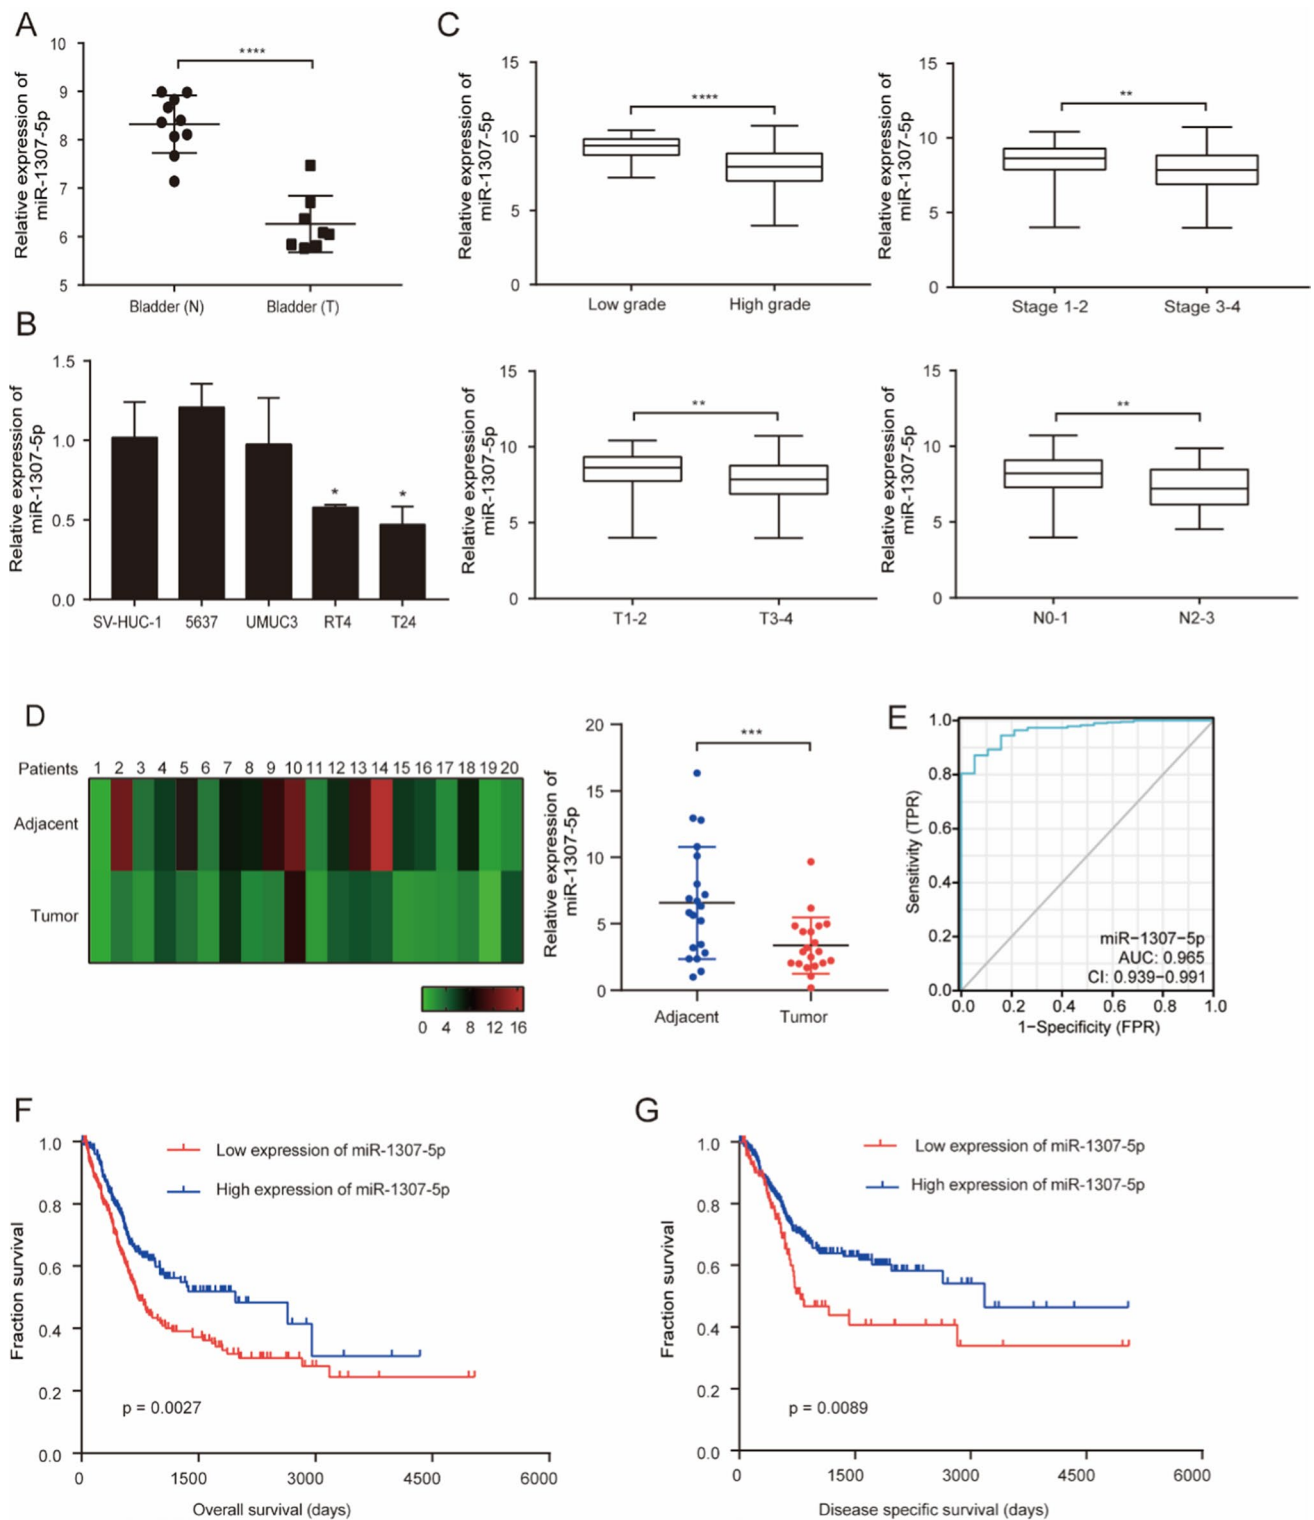 A
Relative expression of
miR-1307-5p
10
9
8
7
6
5
****
Bladder (N) Bladder (T)
B
Relative expression of
miR-1307-5p
1.5
1.0
0.5
0.0
* *
SV-HUC-1 5637 UMUC3 RT4 T24
C
Relative expression of
miR-1307-5p
15
10
5
0
****
Low grade High grade
Relative expression of
miR-1307-5p
15
10
5
0
**
Stage 1-2 Stage 3-4
Relative expression of
miR-1307-5p
15
10
5
0
**
T1-2 T3-4
Relative expression of
miR-1307-5p
15
10
5
0
**
N0-1 N2-3
D
Patients 1 2 3 4 5 6 7 8 9 10 11 12 13 14 15 16 17 18 19 20
Adjacent
Tumor
0 4 8 12 16
Relative expression of
miR-1307-5p
20
15
10
5
0
***
Adjacent Tumor
E
Sensitivity (TPR)
1.0
0.8
0.6
0.4
0.2
0.0
miR−1307−5p
AUC: 0.965
CI: 0.939−0.991
0.0 0.2 0.4 0.6 0.8 1.0
1−Specificity (FPR)
F
Fraction survival
1.0
0.8
0.6
0.4
0.2
0.0
Low expression of miR-1307-5p
High expression of miR-1307-5p
p = 0.0027
0 1500 3000 4500 6000
Overall survival (days)
G
Fraction survival
1.0
0.8
0.6
0.4
0.2
0.0
Low expression of miR-1307-5p
High expression of miR-1307-5p
p = 0.0089
0 1500 3000 4500 6000
Disease specific survival (days)